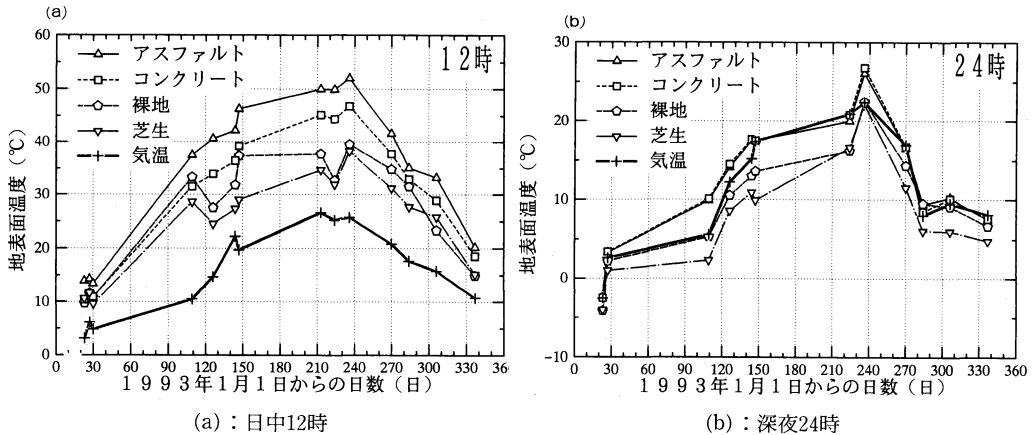 (a)
60
50
40
30
20
10
0
地表面温度(℃)
アスファルト
コンクリート
裸地
芝生
気温
12時
0 30 60 90 120 150 180 210 240 270 300 330 360
1993年1月1日からの日数(日)
(a):日中12時
(b)
30
20
10
0
-10
地表面温度(℃)
アスファルト
コンクリート
裸地
芝生
気温
24時
0 30 60 90 120 150 180 210 240 270 300 330 360
1993年1月1日からの日数(日)
(b):深夜24時